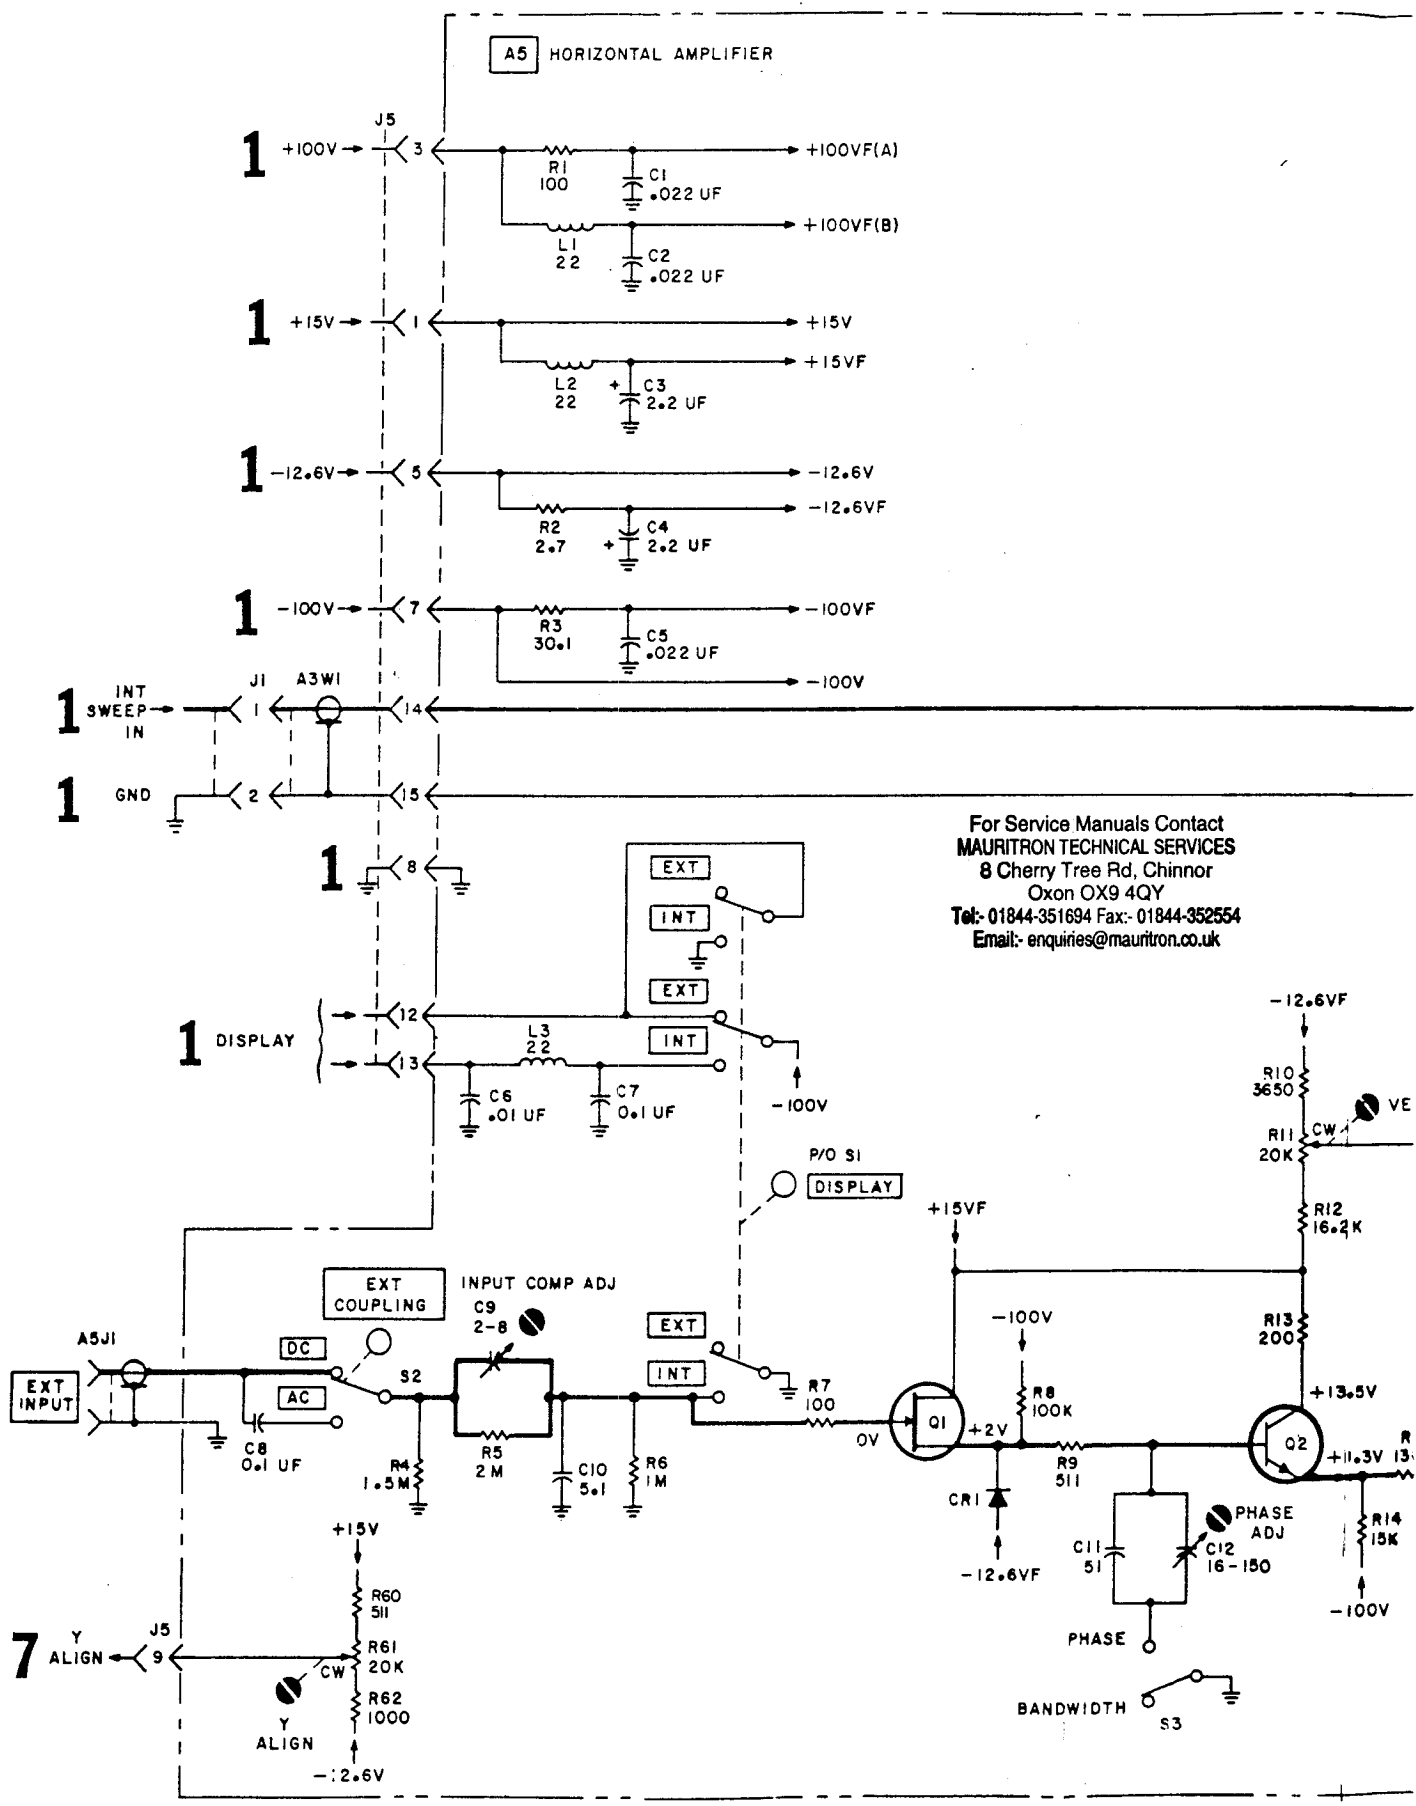 A5 HORIZONTAL AMPLIFIER
J5
1 +100V 3 +100VF(A)
R1
100
C1
.022 UF
+100VF(B)
L1
22
C2
.022 UF
1 +15V 1 +15V
+15VF
L2
22
+ C3
2.2 UF
1 -12.6V 5 -12.6V
-12.6VF
R2
2.7
C4
+ 2.2 UF
1 -100V 7 -100VF
R3
30.1
C5
.022 UF
-100V
J1 A3W1
1 INT
SWEEP
IN
1 14
1 GND 2 15
For Service Manuals Contact
MAURITRON TECHNICAL SERVICES
8 Cherry Tree Rd, Chinnor
Oxon OX9 4QY
Tel:- 01844-351694 Fax:- 01844-352554
Email:- enquiries@mauritron.co.uk
1 8
EXT
INT
EXT
INT
1 DISPLAY 12
13
L3
22
C6
.01 UF
C7
0.1 UF
-100V
-12.6VF
R10
3650
VE
R11
20K
CW
R12
16.2K
P/O S1
DISPLAY
+15VF
EXT
COUPLING
INPUT COMP ADJ
C9
2-8
-100V
R13
200
A5J1
EXT
INPUT
DC
AC
S2
EXT
INT
R7
100
R8
100K
+13.5V
C8
0.1 UF
R4
1.5M
R5
2M
C10
5.1
R6
1M
0V
Q1
+2V
R9
511
Q2
+11.3V
R
13
CR1
-12.6VF
C11
51
PHASE
ADJ
C12
16-150
R14
15K
-100V
+15V
R60
511
7 Y
ALIGN
J5
9
R61
20K
CW
R62
1000
Y
ALIGN
-12.6V
PHASE
BANDWIDTH
S3